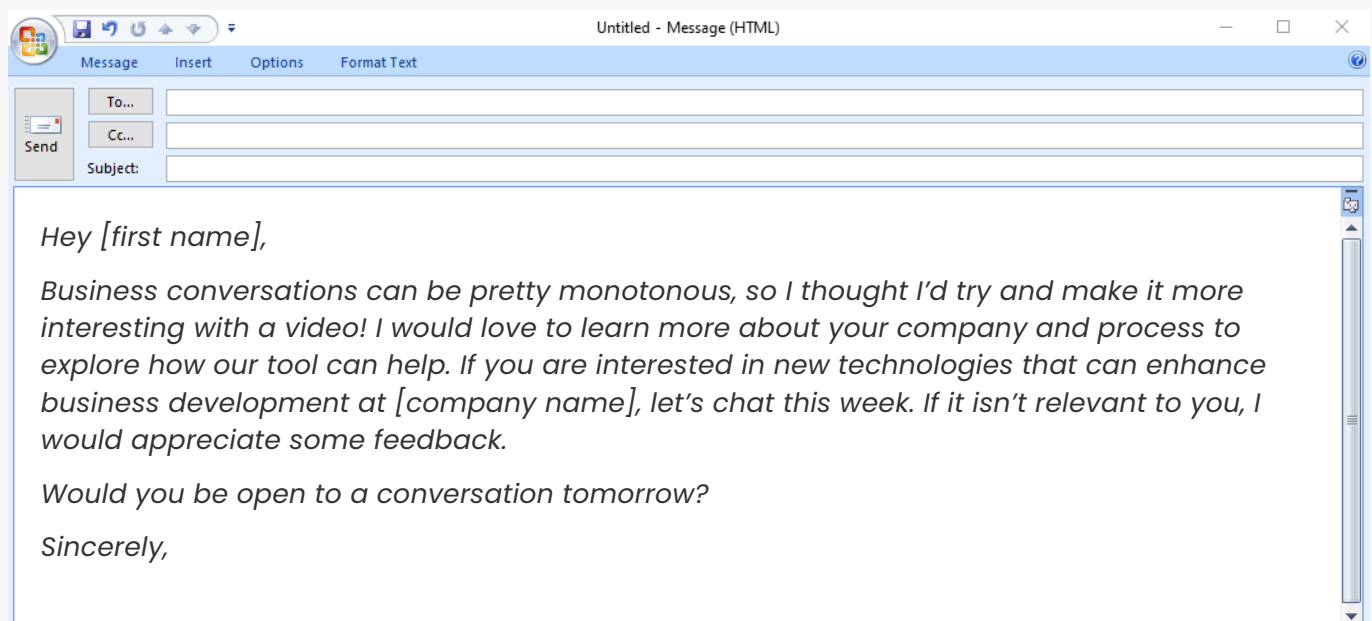 Untitled - Message (HTML)
Message Insert Options Format Text
To...
Cc...
Send
Subject:
Hey [first name],
Business conversations can be pretty monotonous, so I thought I’d try and make it more
interesting with a video! I would love to learn more about your company and process to
explore how our tool can help. If you are interested in new technologies that can enhance
business development at [company name], let’s chat this week. If it isn’t relevant to you, I
would appreciate some feedback.
Would you be open to a conversation tomorrow?
Sincerely,